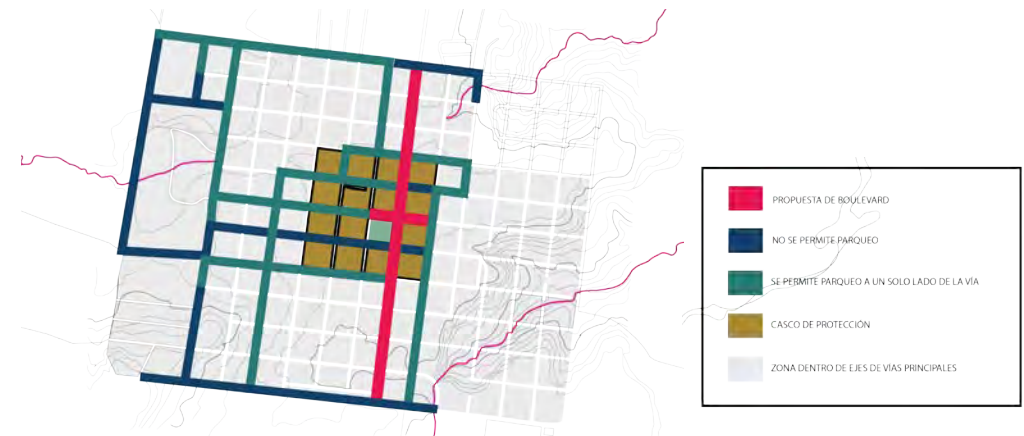 PROPUESTA DE BOULEVARD
NO SE PERMITE PARQUEO
SE PERMITE PARQUEO A UN SOLO LADO DE LA VÍA
CASCO DE PROTECCIÓN
ZONA DENTRO DE EJES DE VÍAS PRINCIPALES